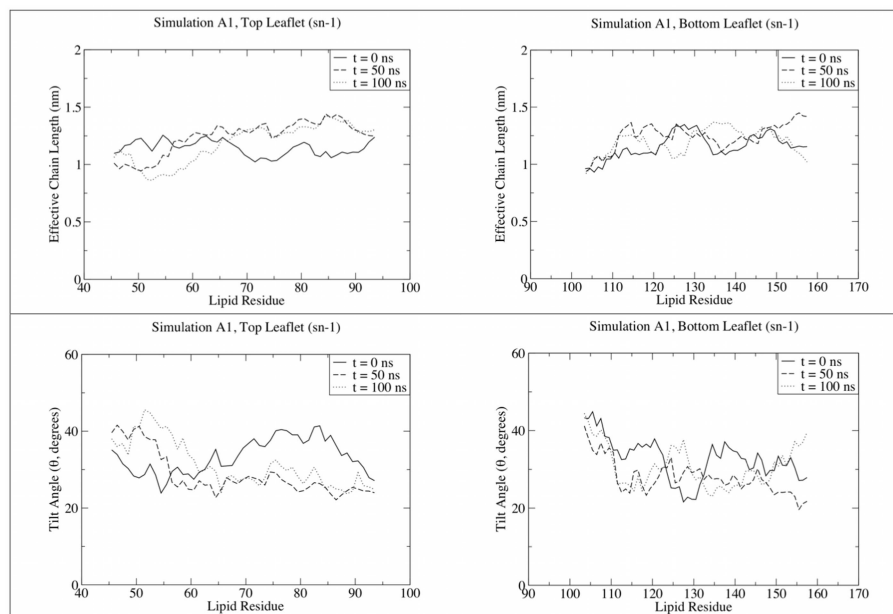 Simulation A1, Top Leaflet (sn-1)
2
1.5
1
0.5
0
Effective Chain Length (nm)
t = 0 ns
t = 50 ns
t = 100 ns
40 50 60 70 80 90 100
Lipid Residue
Simulation A1, Bottom Leaflet (sn-1)
2
1.5
1
0.5
0
Effective Chain Length (nm)
t = 0 ns
t = 50 ns
t = 100 ns
90 100 110 120 130 140 150 160 170
Lipid Residue
Simulation A1, Top Leaflet (sn-1)
60
40
20
0
Tilt Angle (θ, degrees)
t = 0 ns
t = 50 ns
t = 100 ns
40 50 60 70 80 90 100
Lipid Residue
Simulation A1, Bottom Leaflet (sn-1)
60
40
20
0
Tilt Angle (θ, degrees)
t = 0 ns
t = 50 ns
t = 100 ns
90 100 110 120 130 140 150 160 170
Lipid Residue